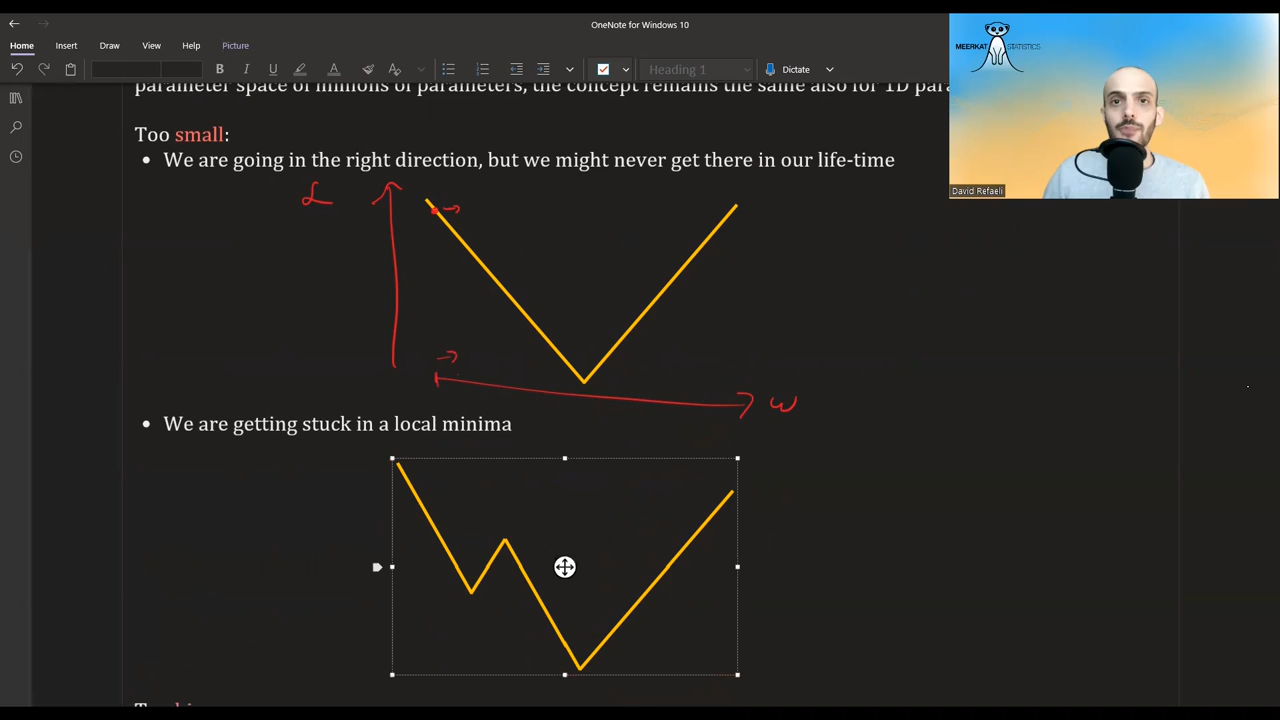 OneNote for Windows 10
Home Insert Draw View Help Picture
B I U A Heading 1 Dictate
MEERKAT STATISTICS
David Refaeli
parameter space of millions of parameters, the concept remains the same also for 1D
Too small:
• We are going in the right direction, but we might never get there in our life-time
L
w
• We are getting stuck in a local minima